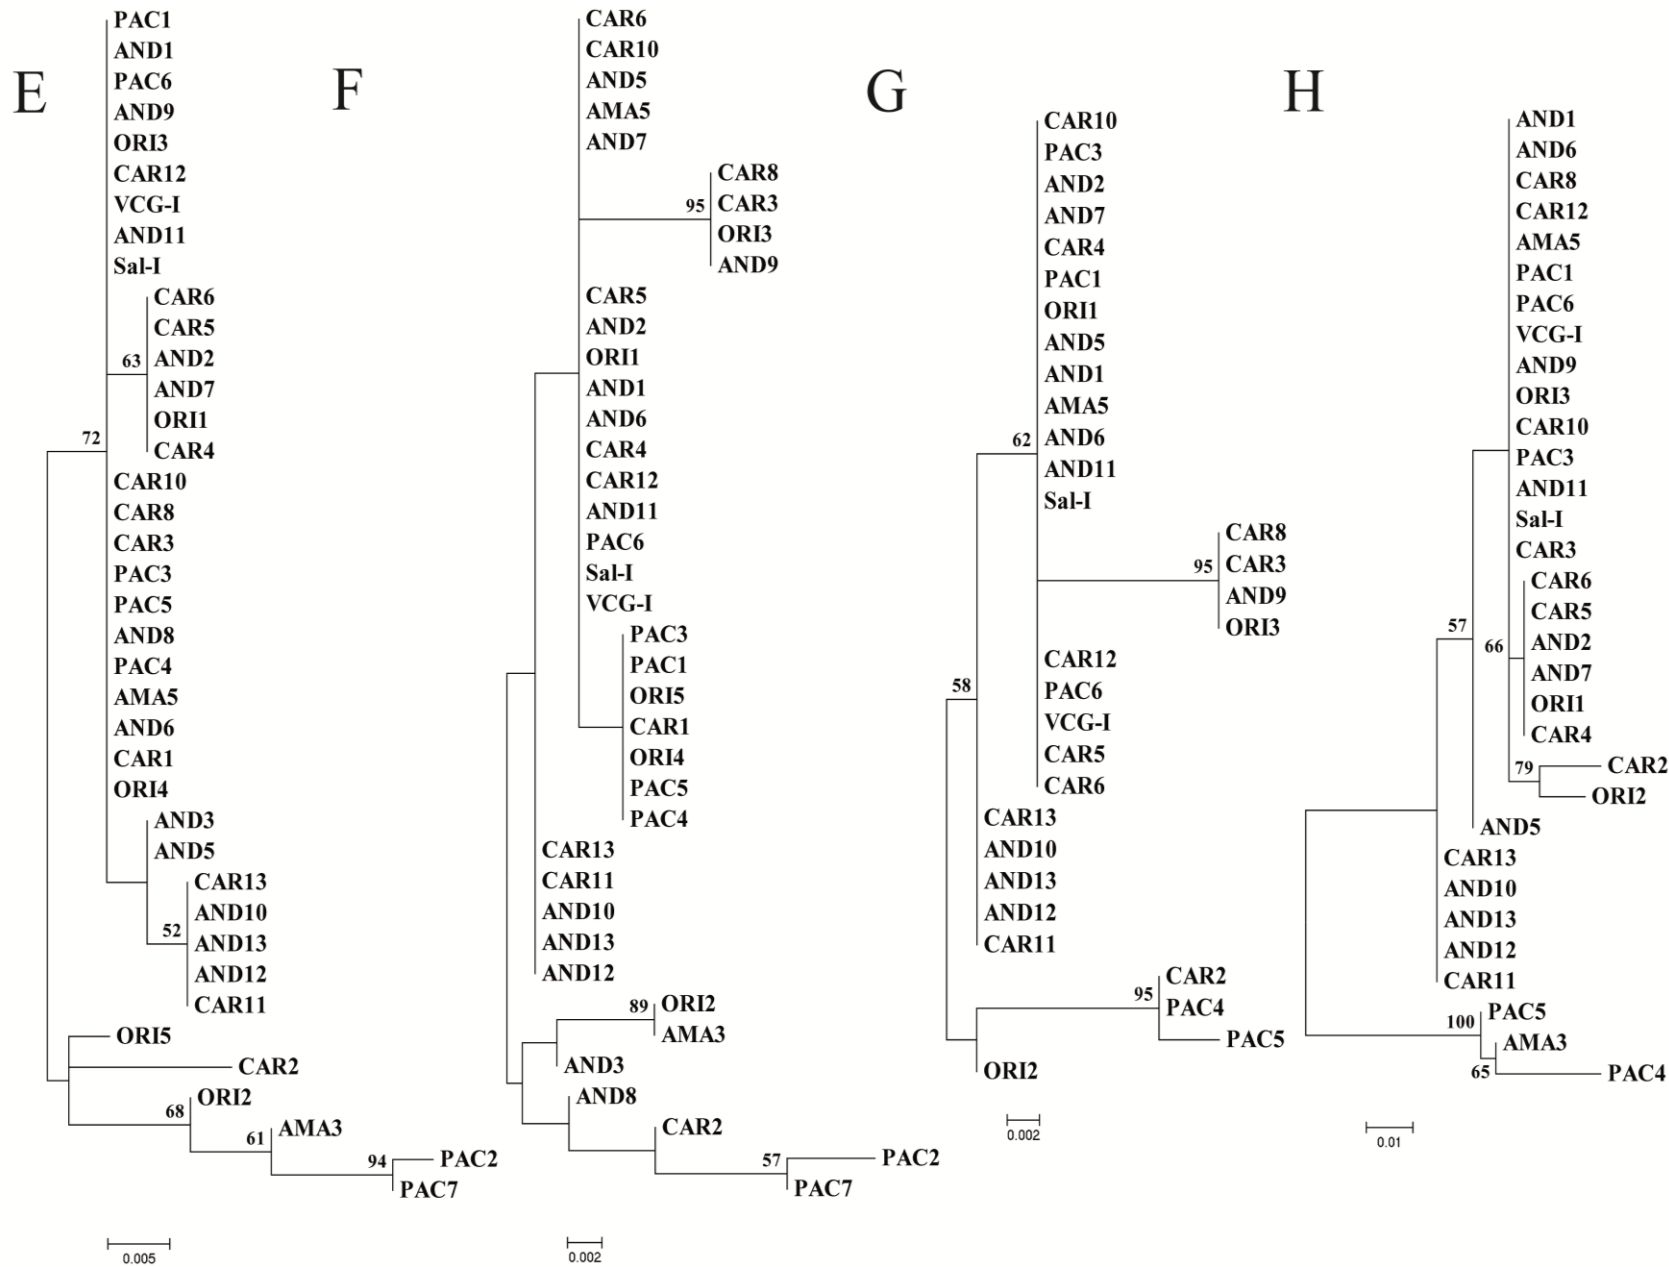 E
PAC1
AND1
PAC6
AND9
ORI3
CAR12
VCG-I
AND11
Sal-I
CAR6
CAR5
63
AND2
AND7
ORI1
72
CAR4
CAR10
CAR8
CAR3
PAC3
PAC5
AND8
PAC4
AMA5
AND6
CAR1
ORI4
AND3
AND5
CAR13
AND10
52
AND13
AND12
CAR11
ORI5
CAR2
68
ORI2
61
AMA3
94
PAC2
PAC7
0.005
F
CAR6
CAR10
AND5
AMA5
AND7
CAR8
95
CAR3
ORI3
AND9
CAR5
AND2
ORI1
AND1
AND6
CAR4
CAR12
AND11
PAC6
Sal-I
VCG-I
PAC3
PAC1
ORI5
CAR1
ORI4
PAC5
PAC4
CAR13
CAR11
AND10
AND13
AND12
89
ORI2
AMA3
AND3
AND8
CAR2
57
PAC2
PAC7
0.002
G
CAR10
PAC3
AND2
AND7
CAR4
PAC1
ORI1
AND5
AND1
AMA5
62
AND6
AND11
Sal-I
CAR8
95
CAR3
AND9
ORI3
CAR12
PAC6
58
VCG-I
CAR5
CAR6
CAR13
AND10
AND13
AND12
CAR11
CAR2
95
PAC4
PAC5
ORI2
0.002
H
AND1
AND6
CAR8
CAR12
AMA5
PAC1
PAC6
VCG-I
AND9
ORI3
CAR10
PAC3
AND11
Sal-I
CAR3
CAR6
CAR5
57
66
AND2
AND7
ORI1
CAR4
79
CAR2
ORI2
AND5
CAR13
AND10
AND13
AND12
CAR11
100
PAC5
AMA3
65
PAC4
0.01